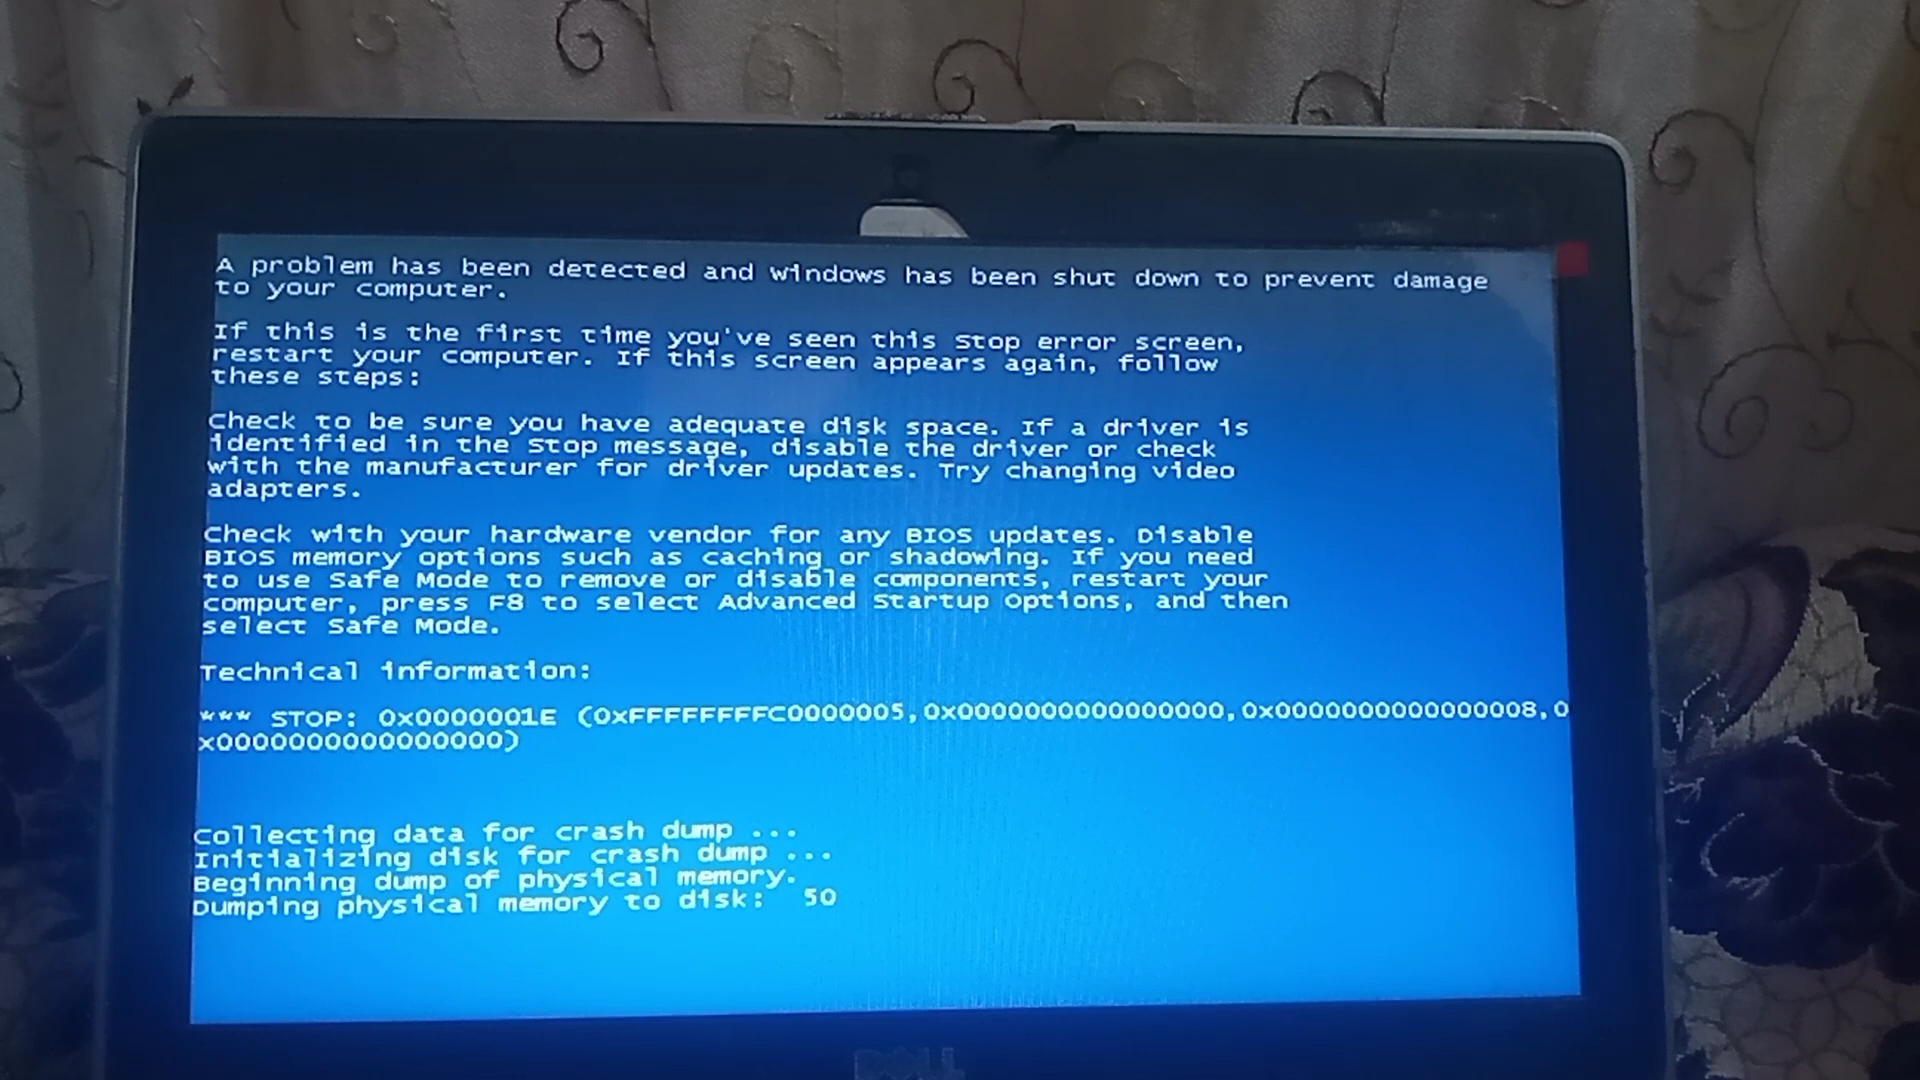 A problem has been detected and windows has been shut down to prevent damage
to your computer.
If this is the first time you've seen this Stop error screen,
restart your computer. If this screen appears again, follow
these steps:
Check to be sure you have adequate disk space. If a driver is
identified in the Stop message, disable the driver or check
with the manufacturer for driver updates. Try changing video
adapters.
Check with your hardware vendor for any BIOS updates. Disable
BIOS memory options such as caching or shadowing. If you need
to use Safe Mode to remove or disable components, restart your
computer, press F8 to select Advanced Startup Options, and then
select Safe Mode.
Technical information:
*** STOP: 0x0000001E (0xFFFFFFFFC0000005,0x0000000000000000,0x0000000000000008,0
x0000000000000000)
Collecting data for crash dump ...
Initializing disk for crash dump ...
Beginning dump of physical memory.
Dumping physical memory to disk:  50
DELL